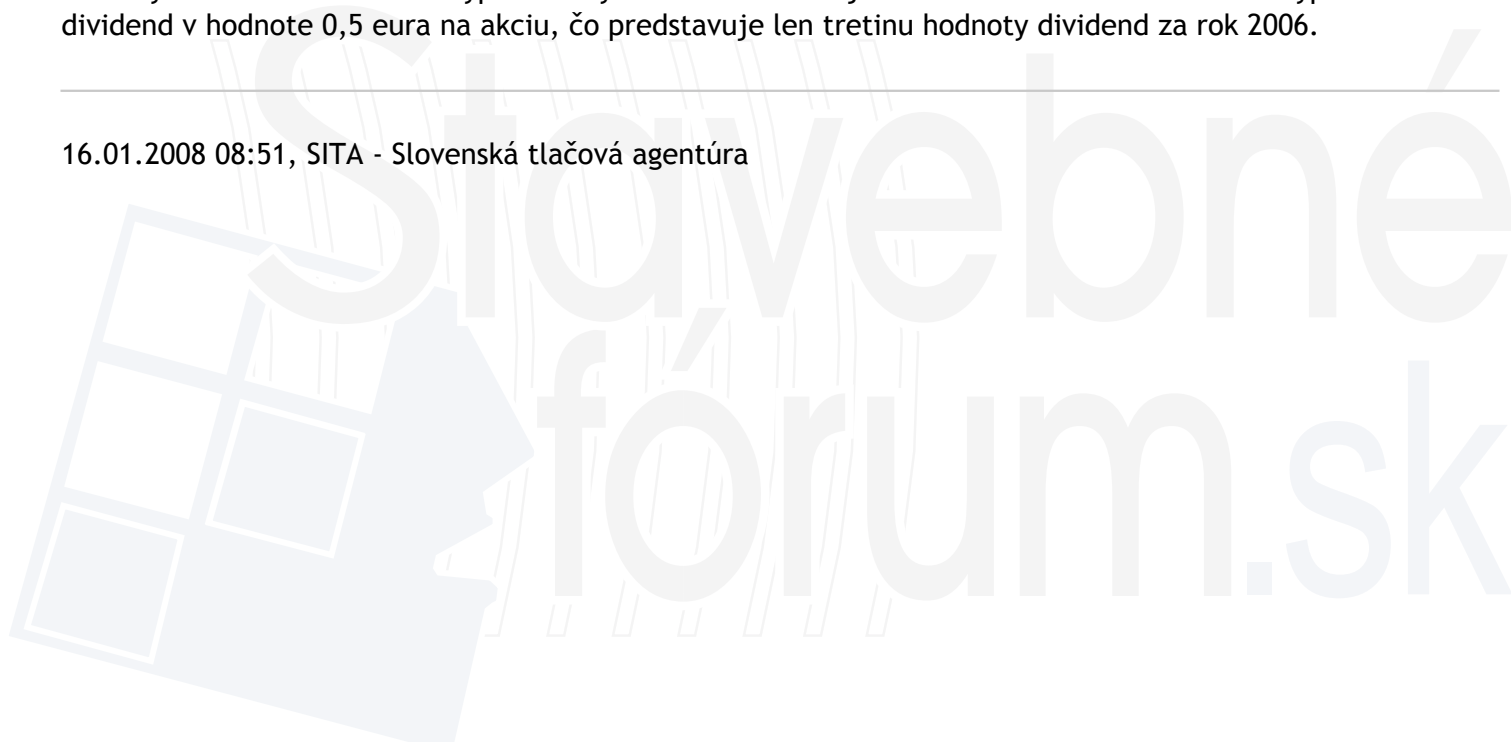 dividend v hodnote 0,5 eura na akciu, čo predstavuje len tretinu hodnoty dividend za rok 2006.
16.01.2008 08:51, SITA - Slovenská tlačová agentúra
Stavebné
fórum.sk